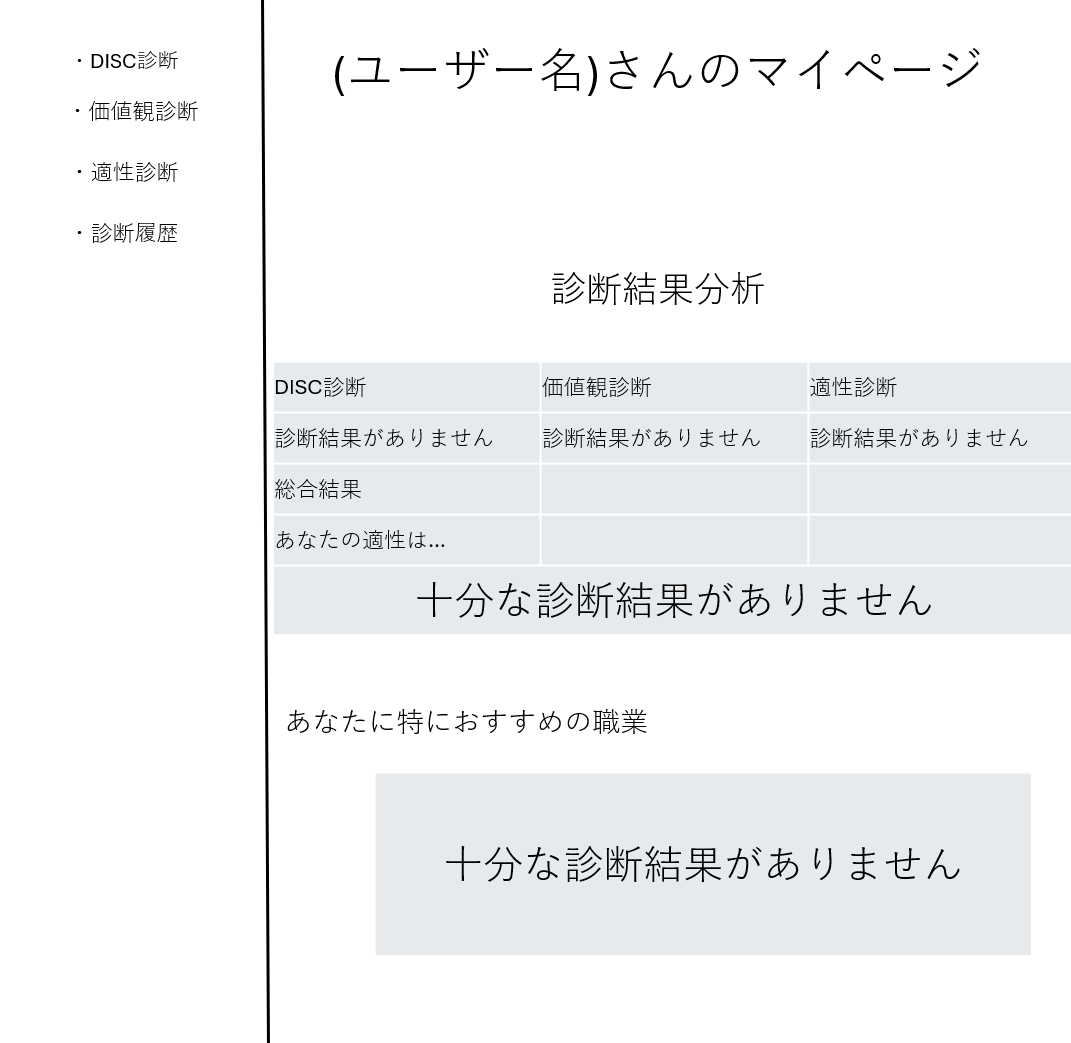 ・DISC診断
・価値観診断
・適性診断
・診断履歴
(ユーザー名)さんのマイページ
診断結果分析
DISC診断 価値観診断 適性診断
診断結果がありません 診断結果がありません 診断結果がありません
総合結果
あなたの適性は...
十分な診断結果がありません
あなたに特におすすめの職業
十分な診断結果がありません